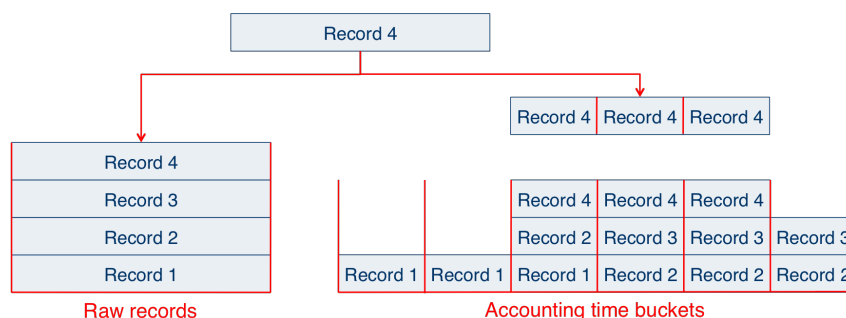 Record 4
Record 4 Record 4 Record 4
Record 4
Record 3
Record 2
Record 1
Raw records
Record 4 Record 4 Record 4
Record 2 Record 3 Record 3 Record 3
Record 1 Record 1 Record 1 Record 2 Record 2 Record 2
Accounting time buckets